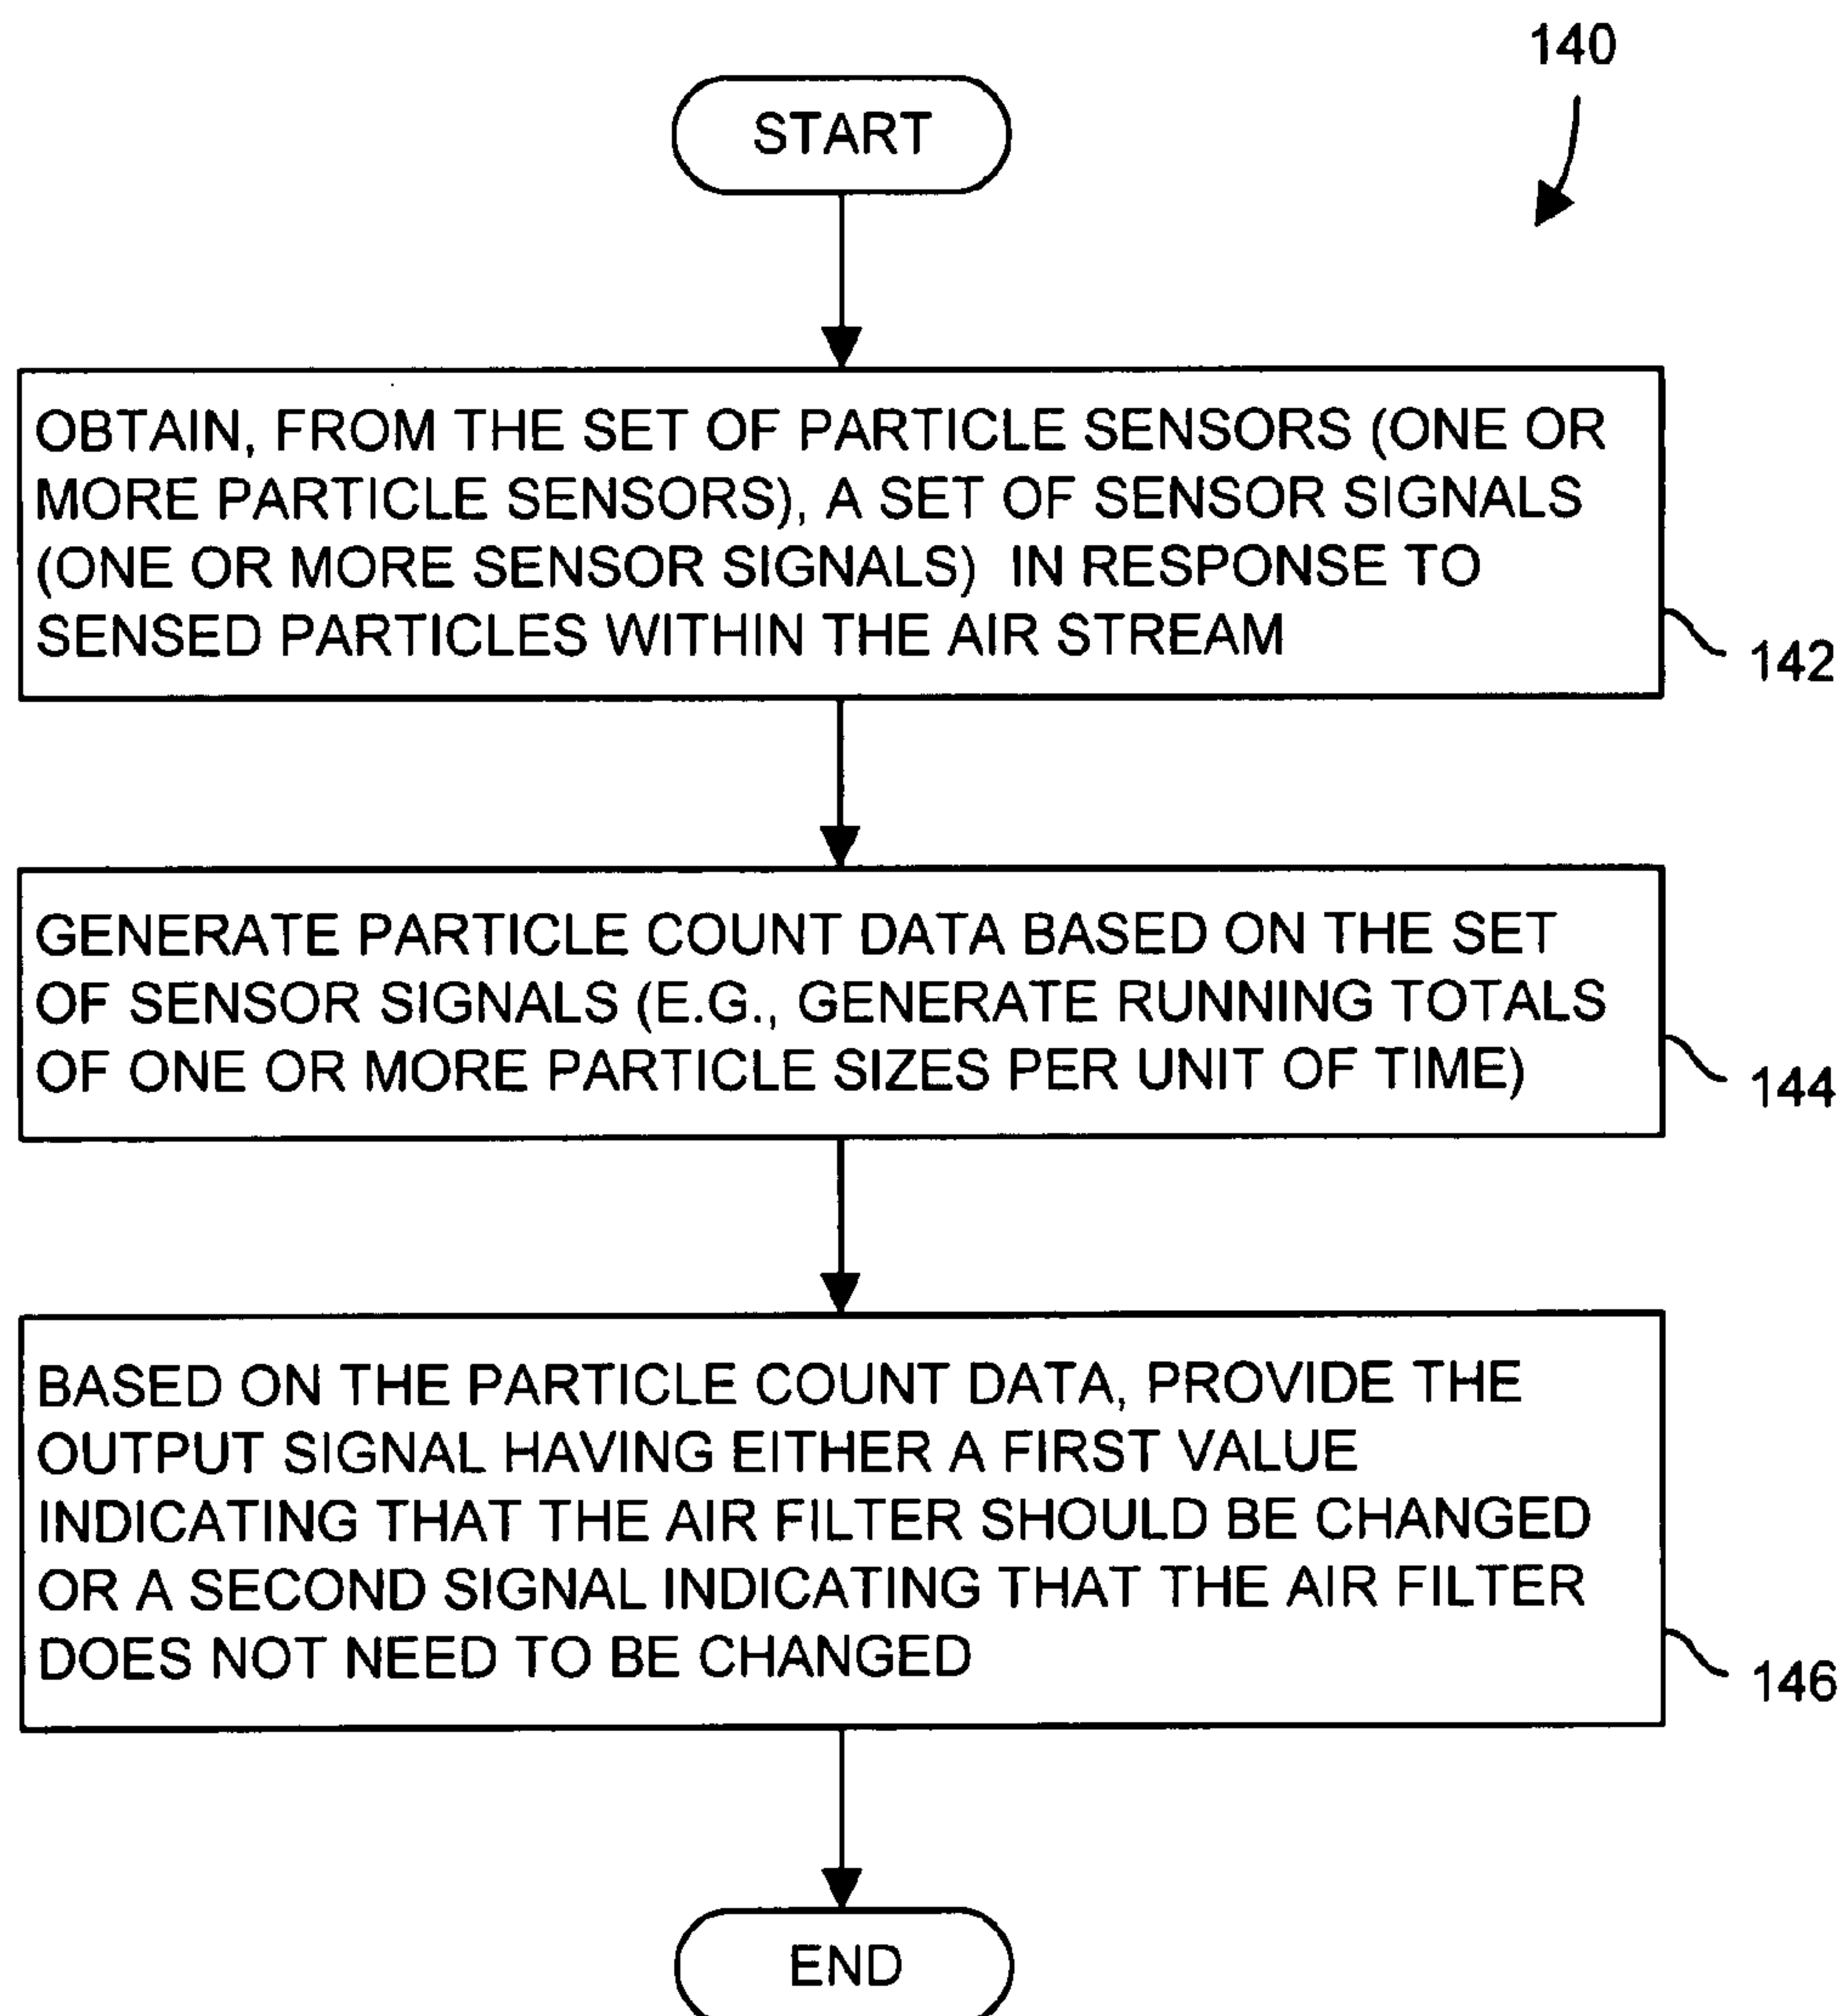 140
START
OBTAIN, FROM THE SET OF PARTICLE SENSORS (ONE OR
MORE PARTICLE SENSORS), A SET OF SENSOR SIGNALS
(ONE OR MORE SENSOR SIGNALS) IN RESPONSE TO
SENSED PARTICLES WITHIN THE AIR STREAM
142
GENERATE PARTICLE COUNT DATA BASED ON THE SET
OF SENSOR SIGNALS (E.G., GENERATE RUNNING TOTALS
OF ONE OR MORE PARTICLE SIZES PER UNIT OF TIME)
144
BASED ON THE PARTICLE COUNT DATA, PROVIDE THE
OUTPUT SIGNAL HAVING EITHER A FIRST VALUE
INDICATING THAT THE AIR FILTER SHOULD BE CHANGED
OR A SECOND SIGNAL INDICATING THAT THE AIR FILTER
DOES NOT NEED TO BE CHANGED
146
END